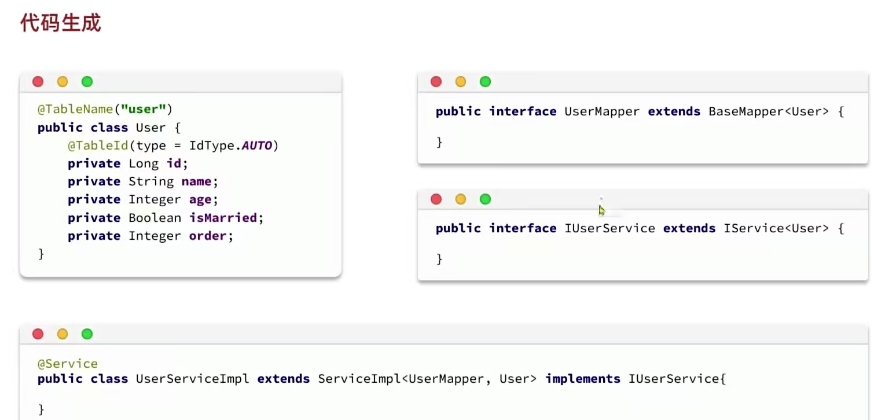 代码生成
@TableName("user")
public class User {
@TableId(type = IdType.AUTO)
private Long id;
private String name;
private Integer age;
private Boolean isMarried;
private Integer order;
}
public interface UserMapper extends BaseMapper<User> {
}
public interface IUserService extends IService<User> {
}
@Service
public class UserServiceImpl extends ServiceImpl<UserMapper, User> implements IUserService{
}